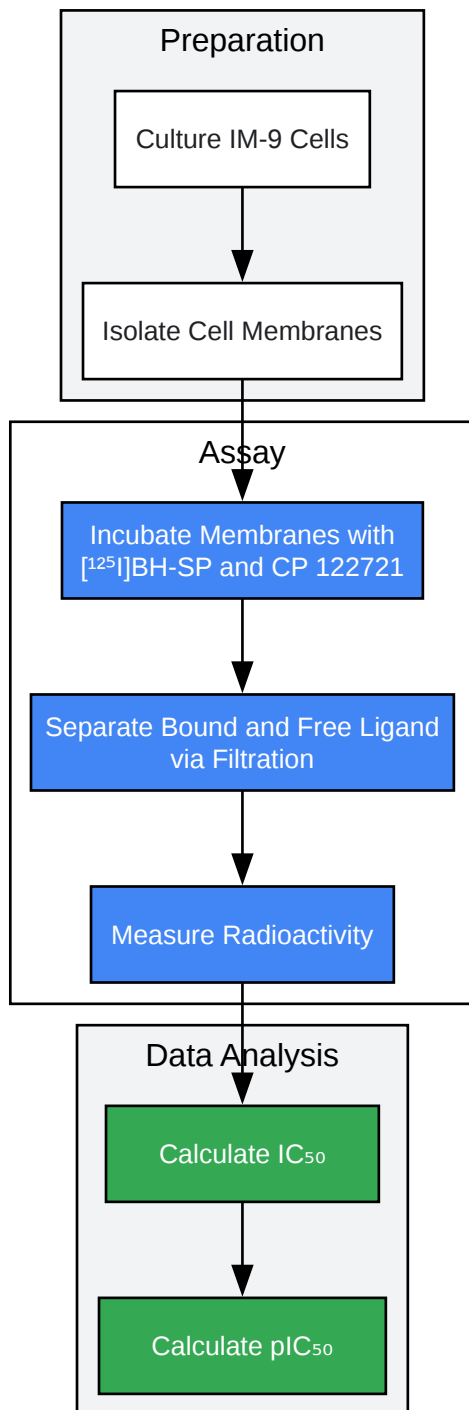 Preparation
Culture IM-9 Cells
Isolate Cell Membranes
Assay
Incubate Membranes with
[¹²⁵I]BH-SP and CP 122721
Separate Bound and Free Ligand
via Filtration
Measure Radioactivity
Data Analysis
Calculate IC₅₀
Calculate pIC₅₀